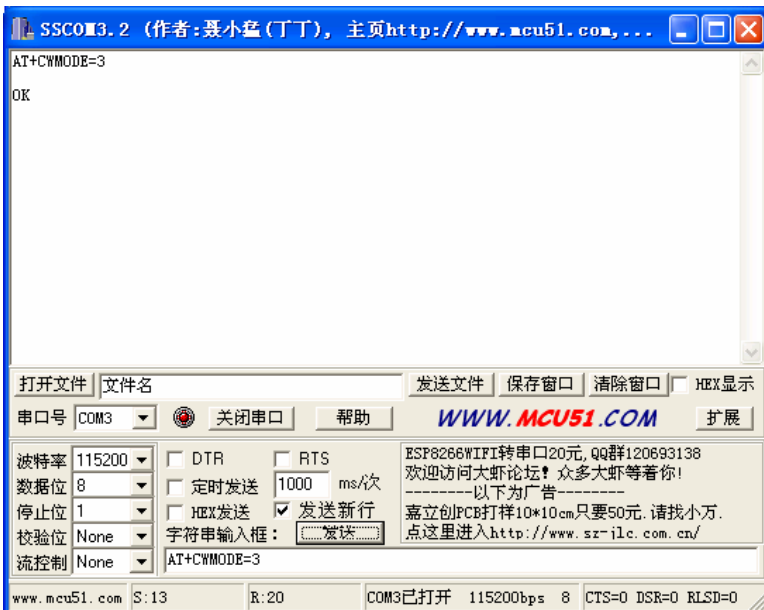 SSCOM3.2 (作者:聂小猛(丁丁), 主页http://www.mcu51.com,...
AT+CWMODE=3
OK
打开文件 文件名 发送文件 保存窗口 清除窗口 HEX显示
串口号 COM3 关闭串口 帮助 WWW.MCU51.COM 扩展
波特率 115200 DTR RTS
数据位 8 定时发送 1000 ms/次
停止位 1 HEX发送 发送新行
校验位 None 字符串输入框: 发送
流控制 None AT+CWMODE=3
ESP8266WIFI转串口20元,QQ群120693138
欢迎访问大虾论坛! 众多大虾等着你!
--------以下为广告--------
嘉立创PCB打样10*10cm只要50元.请找小万.
点这里进入http://www.sz-jlc.com.cn/
www.mcu51.com S:13 R:20 COM3已打开 115200bps 8 CTS=0 DSR=0 RLSD=0